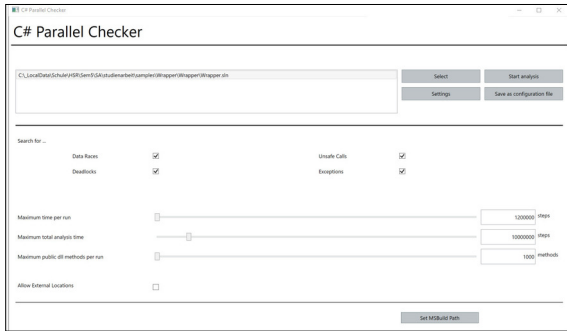 C# Parallel Checker
C# Parallel Checker
C:\_LocalData\Schule\HSR\Sem5\SA\studienarbeit\samples\Wrapper\Wrapper\Wrapper.sln
Select
Start analysis
Settings
Save as configuration file
Search for ...
Data Races
Unsafe Calls
Deadlocks
Exceptions
Maximum time per run
1200000 steps
Maximum total analysis time
10000000 steps
Maximum public dll methods per run
1000 methods
Allow External Locations
Set MSBuild Path